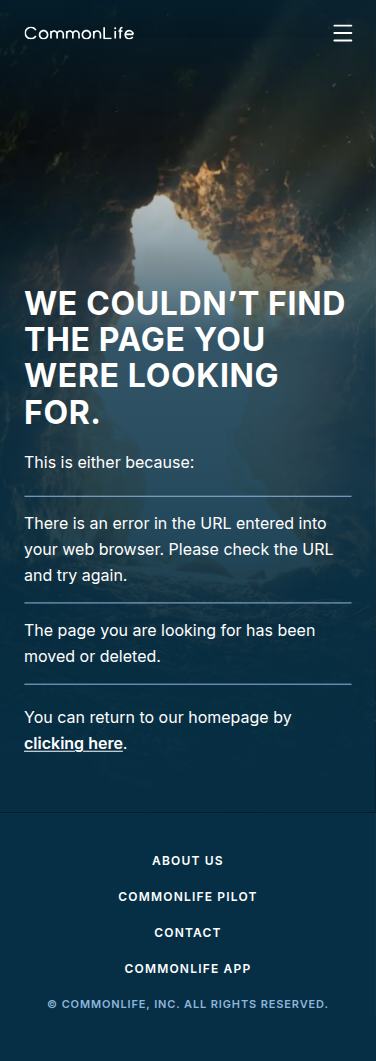 CommonLife
WE COULDN’T FIND
THE PAGE YOU
WERE LOOKING
FOR.
This is either because:
There is an error in the URL entered into
your web browser. Please check the URL
and try again.
The page you are looking for has been
moved or deleted.
You can return to our homepage by
clicking here.
ABOUT US
COMMONLIFE PILOT
CONTACT
COMMONLIFE APP
© COMMONLIFE, INC. ALL RIGHTS RESERVED.